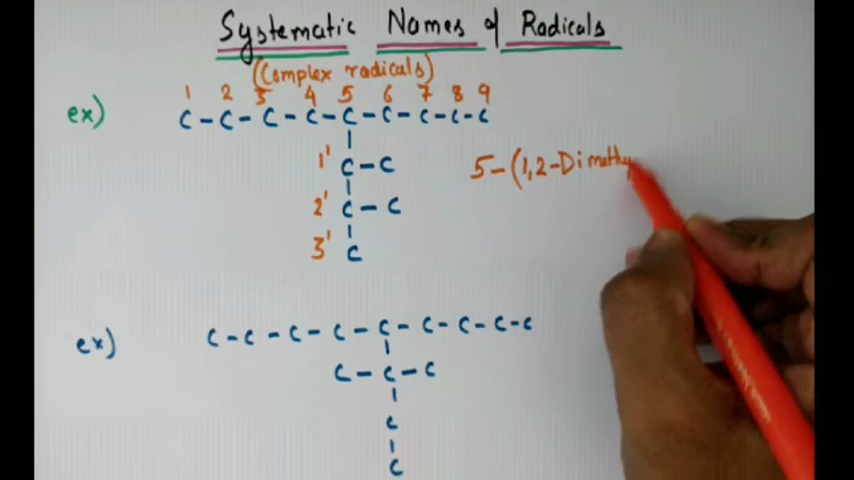 Systematic Names of Radicals
(Complex radicals)
1 2 3 4 5 6 7 8 9
ex) C-C-C-C-C-C-C-C-C
1' C-C
5-(1,2-Dimethy
2' C-C
3' C
ex) C-C-C-C-C-C-C-C-C
C-C-C
C
C